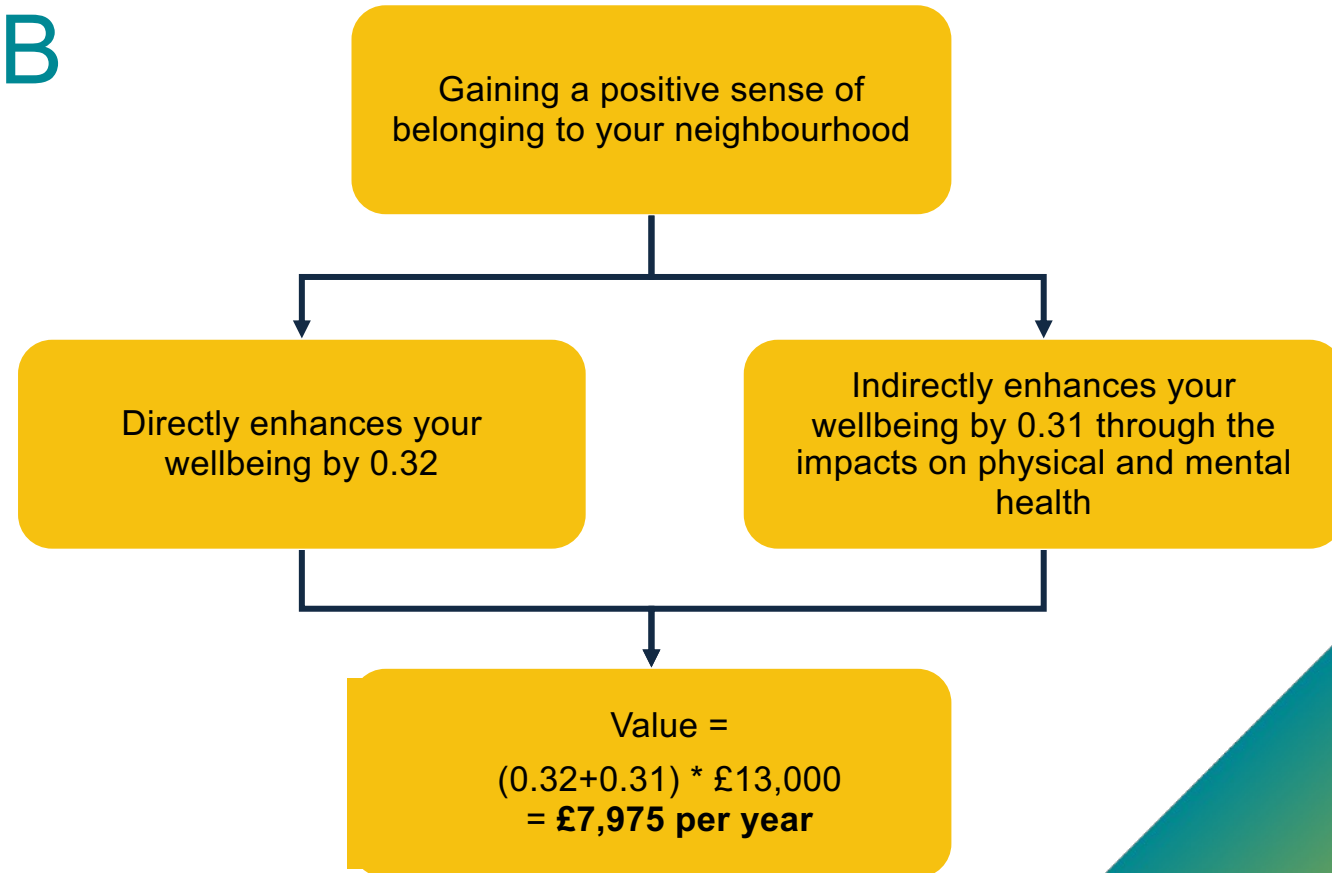 B
Gaining a positive sense of
belonging to your neighbourhood
Directly enhances your
wellbeing by 0.32
Indirectly enhances your
wellbeing by 0.31 through the
impacts on physical and mental
health
Value =
(0.32+0.31) * £13,000
= £7,975 per year